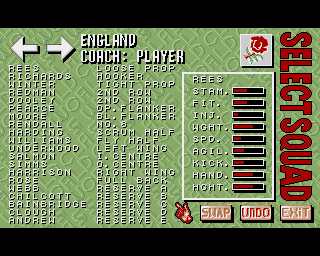 ENGLAND
COACH: PLAYER
REES LOOSE PROP
RICHARDS HOOKER
WINTER TIGHT PROP
REDMAN 2ND ROW
DOOLEY 2ND ROW
PEARCE OP.FLANKER
MOORE BL.FLANKER
RENDALL NO.8
HARDING SCRUM HALF
WILLIAMS FLY HALF
UNDERWOOD LEFT WING
SALMON I.CENTRE
SIMMS O.CENTRE
HARRISON RIGHT WING
ROSE FULL BACK
WEBB RESERVE A
CHILCOTT RESERVE B
BAINBRIDGE RESERVE C
CLOUGH RESERVE D
ANDREW RESERVE E
REES
STAM.
FIT.
INJ.
WGHT.
SPD.
AGIL.
KICK.
HAND.
HGHT.
SWAP UNDO EXIT
SELECT SQUAD